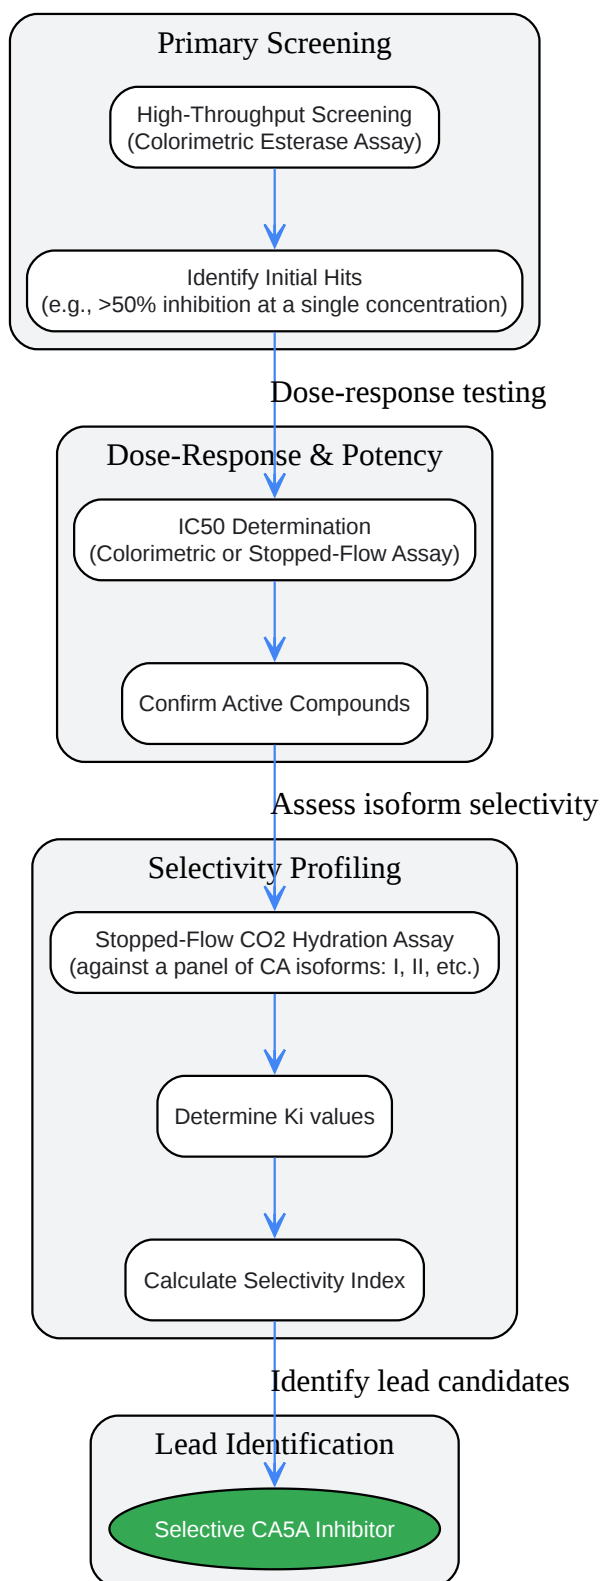 Primary Screening
High-Throughput Screening
(Colorimetric Esterase Assay)
Identify Initial Hits
(e.g., >50% inhibition at a single concentration)
Dose-response testing
Dose-Response & Potency
IC50 Determination
(Colorimetric or Stopped-Flow Assay)
Confirm Active Compounds
Assess isoform selectivity
Selectivity Profiling
Stopped-Flow CO2 Hydration Assay
(against a panel of CA isoforms: I, II, etc.)
Determine Ki values
Calculate Selectivity Index
Identify lead candidates
Lead Identification
Selective CA5A Inhibitor